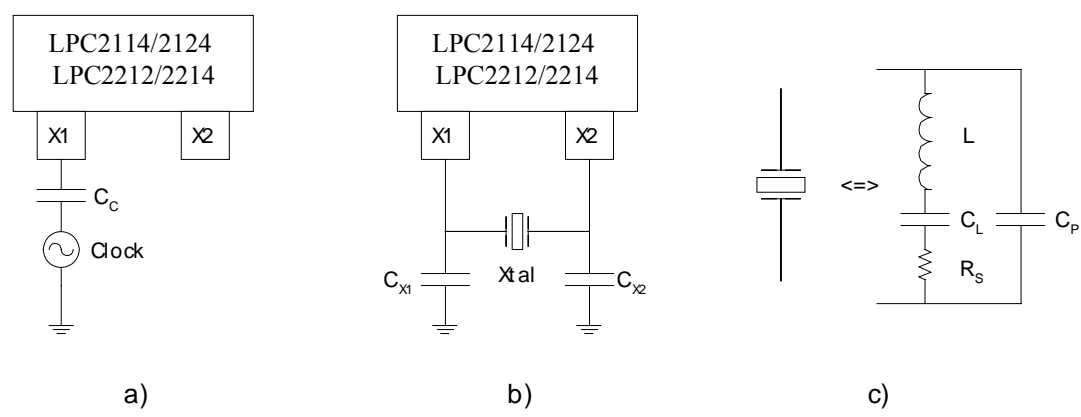 LPC2114/2124
LPC2212/2214
X1
X2
C_C
Clock
a)
LPC2114/2124
LPC2212/2214
X1
X2
C_X1
Xtal
C_X2
b)
<=>
L
C_L
C_P
R_S
c)